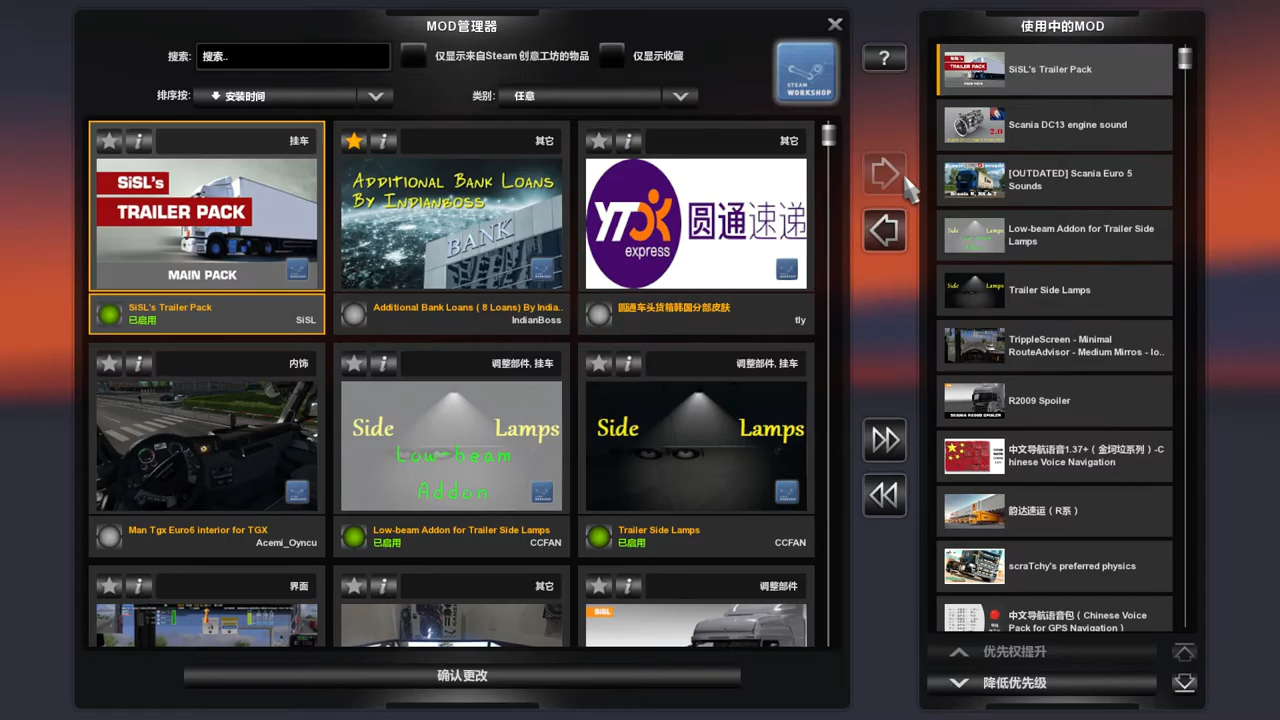 MOD管理器
搜索:
搜索..
仅显示来自Steam 创意工坊的物品
仅显示收藏
STEAM
WORKSHOP
排序按:
安装时间
类别:
任意
挂车
SiSL's
TRAILER PACK
MAIN PACK
SiSL's Trailer Pack
已启用
SiSL
其它
ADDITIONAL BANK LOANS
BY INDIANBOSS
BANK
Additional Bank Loans ( 8 Loans) By India..
IndianBoss
其它
YTO
express
圆通速递
圆通车头货箱韩国分部皮肤
tly
内饰
Man Tgx Euro6 interior for TGX
Acemi_Oyncu
调整部件, 挂车
Side Lamps
Low-beam
Addon
Low-beam Addon for Trailer Side Lamps
已启用
CCFAN
调整部件, 挂车
Side Lamps
Trailer Side Lamps
已启用
CCFAN
界面
其它
调整部件
SiSL
确认更改
?
使用中的MOD
SiSL's Trailer Pack
Scania DC13 engine sound
2.0
[OUTDATED] Scania Euro 5
Sounds
Low-beam Addon for Trailer Side
Lamps
Trailer Side Lamps
Side Lamps
TrippleScreen - Minimal
RouteAdvisor - Medium Mirros - lo..
R2009 Spoiler
中文导航语音1.37+（金坷垃系列）-C
hinese Voice Navigation
韵达速运（R系）
scraTchy's preferred physics
中文导航语音包（Chinese Voice
Pack for GPS Navigation）
优先权提升
降低优先级